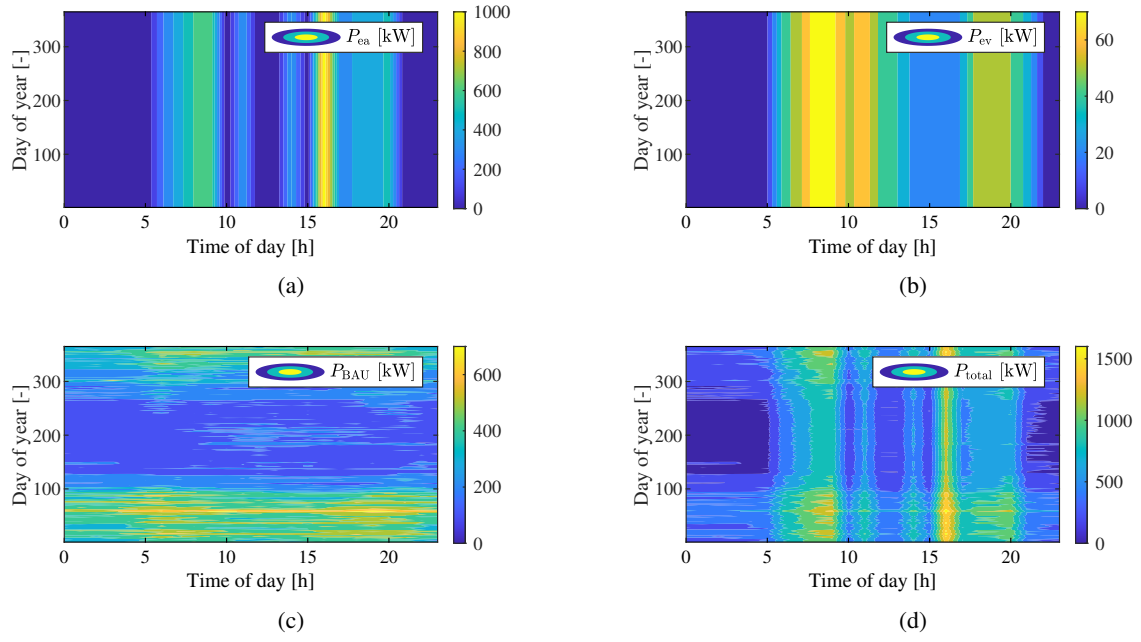 P_ea [kW]
Day of year [-]
300
200
100
0 5 10 15 20
Time of day [h]
1000
800
600
400
200
0
(a)
P_ev [kW]
Day of year [-]
300
200
100
0 5 10 15 20
Time of day [h]
60
40
20
0
(b)
P_BAU [kW]
Day of year [-]
300
200
100
0 5 10 15 20
Time of day [h]
600
400
200
0
(c)
P_total [kW]
Day of year [-]
300
200
100
0 5 10 15 20
Time of day [h]
1500
1000
500
0
(d)